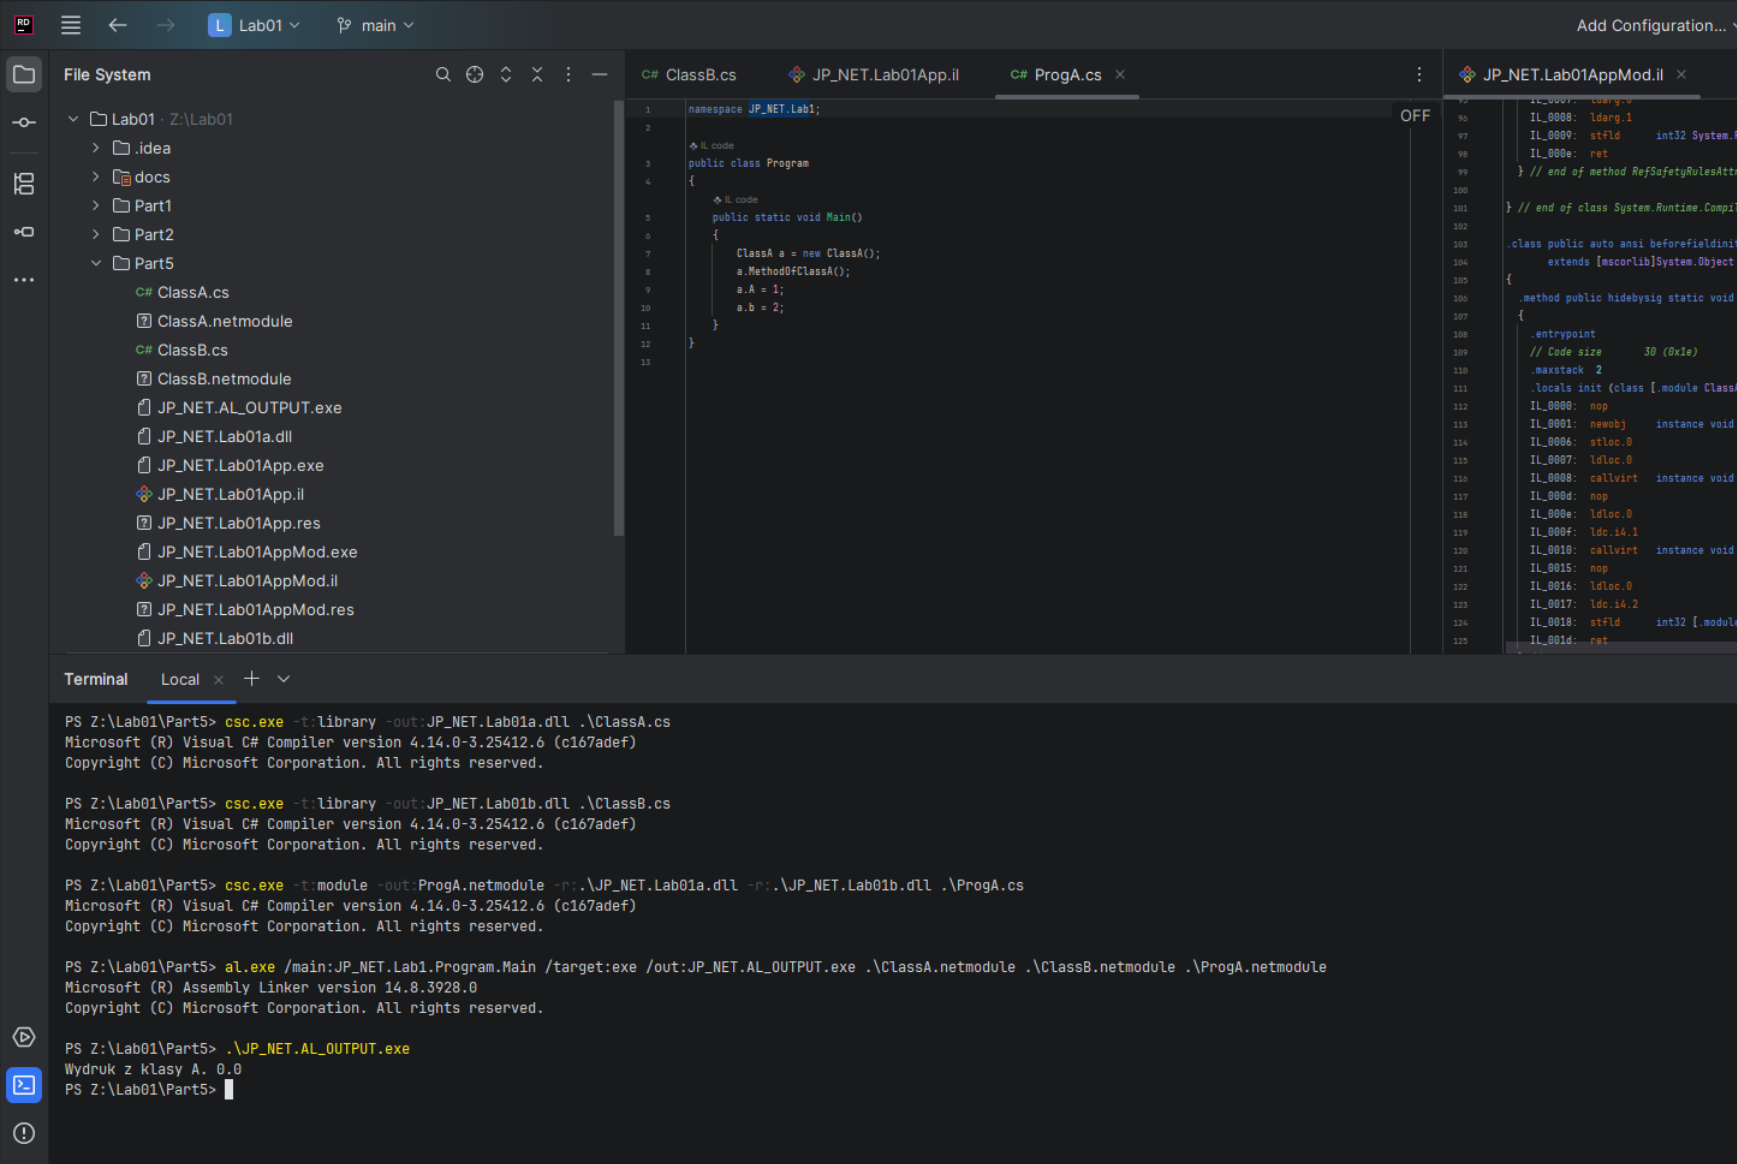 RD
L Lab01
main
Add Configuration...
File System
Lab01 · Z:\Lab01
.idea
docs
Part1
Part2
Part5
C# ClassA.cs
? ClassA.netmodule
C# ClassB.cs
? ClassB.netmodule
JP_NET.AL_OUTPUT.exe
JP_NET.Lab01a.dll
JP_NET.Lab01App.exe
JP_NET.Lab01App.il
? JP_NET.Lab01App.res
JP_NET.Lab01AppMod.exe
JP_NET.Lab01AppMod.il
? JP_NET.Lab01AppMod.res
JP_NET.Lab01b.dll
C# ClassB.cs
JP_NET.Lab01App.il
C# ProgA.cs
OFF
1 namespace JP_NET.Lab1;
2
IL code
3 public class Program
4 {
IL code
5 public static void Main()
6 {
7 ClassA a = new ClassA();
8 a.MethodOfClassA();
9 a.A = 1;
10 a.b = 2;
11 }
12 }
13
JP_NET.Lab01AppMod.il
95 IL_0007: ldarg.0
96 IL_0008: ldarg.1
97 IL_0009: stfld int32 System.R
98 IL_000e: ret
99 } // end of method RefSafetyRulesAttr
100
101 } // end of class System.Runtime.Compil
102
103 .class public auto ansi beforefieldinit
104 extends [mscorlib]System.Object
105 {
106 .method public hidebysig static void
107 {
108 .entrypoint
109 // Code size 30 (0x1e)
110 .maxstack 2
111 .locals init (class [.module ClassA
112 IL_0000: nop
113 IL_0001: newobj instance void
114 IL_0006: stloc.0
115 IL_0007: ldloc.0
116 IL_0008: callvirt instance void
117 IL_000d: nop
118 IL_000e: ldloc.0
119 IL_000f: ldc.i4.1
120 IL_0010: callvirt instance void
121 IL_0015: nop
122 IL_0016: ldloc.0
123 IL_0017: ldc.i4.2
124 IL_0018: stfld int32 [.module
125 IL_001d: ret
Terminal
Local
PS Z:\Lab01\Part5> csc.exe -t:library -out:JP_NET.Lab01a.dll .\ClassA.cs
Microsoft (R) Visual C# Compiler version 4.14.0-3.25412.6 (c167adef)
Copyright (C) Microsoft Corporation. All rights reserved.
PS Z:\Lab01\Part5> csc.exe -t:library -out:JP_NET.Lab01b.dll .\ClassB.cs
Microsoft (R) Visual C# Compiler version 4.14.0-3.25412.6 (c167adef)
Copyright (C) Microsoft Corporation. All rights reserved.
PS Z:\Lab01\Part5> csc.exe -t:module -out:ProgA.netmodule -r:.\JP_NET.Lab01a.dll -r:.\JP_NET.Lab01b.dll .\ProgA.cs
Microsoft (R) Visual C# Compiler version 4.14.0-3.25412.6 (c167adef)
Copyright (C) Microsoft Corporation. All rights reserved.
PS Z:\Lab01\Part5> al.exe /main:JP_NET.Lab1.Program.Main /target:exe /out:JP_NET.AL_OUTPUT.exe .\ClassA.netmodule .\ClassB.netmodule .\ProgA.netmodule
Microsoft (R) Assembly Linker version 14.8.3928.0
Copyright (C) Microsoft Corporation. All rights reserved.
PS Z:\Lab01\Part5> .\JP_NET.AL_OUTPUT.exe
Wydruk z klasy A. 0.0
PS Z:\Lab01\Part5>